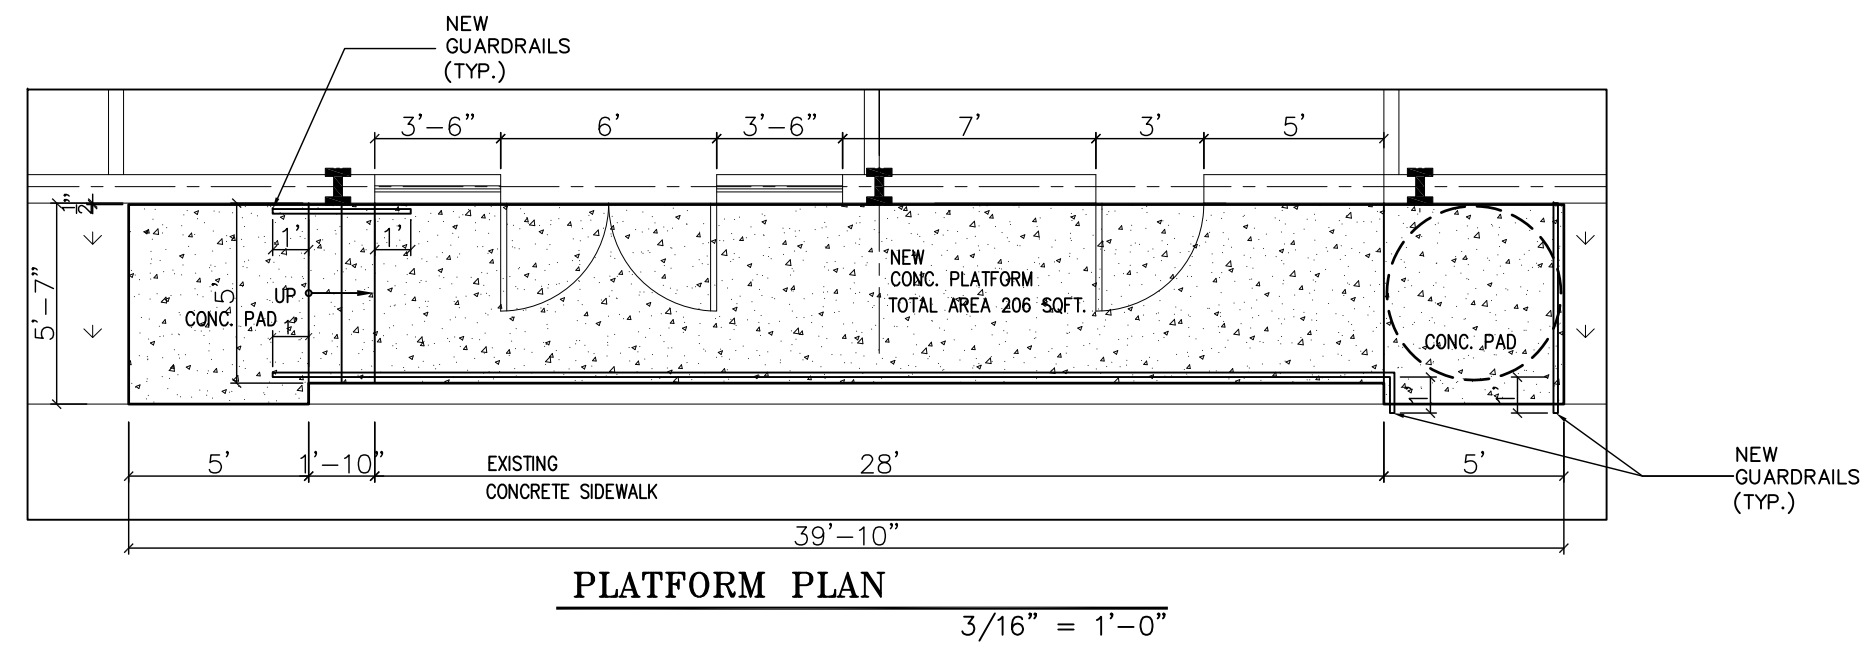 NEW
GUARDRAILS
(TYP.)
3'-6" 6' 3'-6" 7' 3' 5'
1"
2
1' 1'
NEW
CONC. PLATFORM
TOTAL AREA 206 SQFT.
5'-7"
5'
UP
CONC. PAD
1'
CONC. PAD
1' 1'
5' 1'-10" 28' 5'
EXISTING
CONCRETE SIDEWALK
NEW
GUARDRAILS
(TYP.)
39'-10"
PLATFORM PLAN
3/16" = 1'-0"